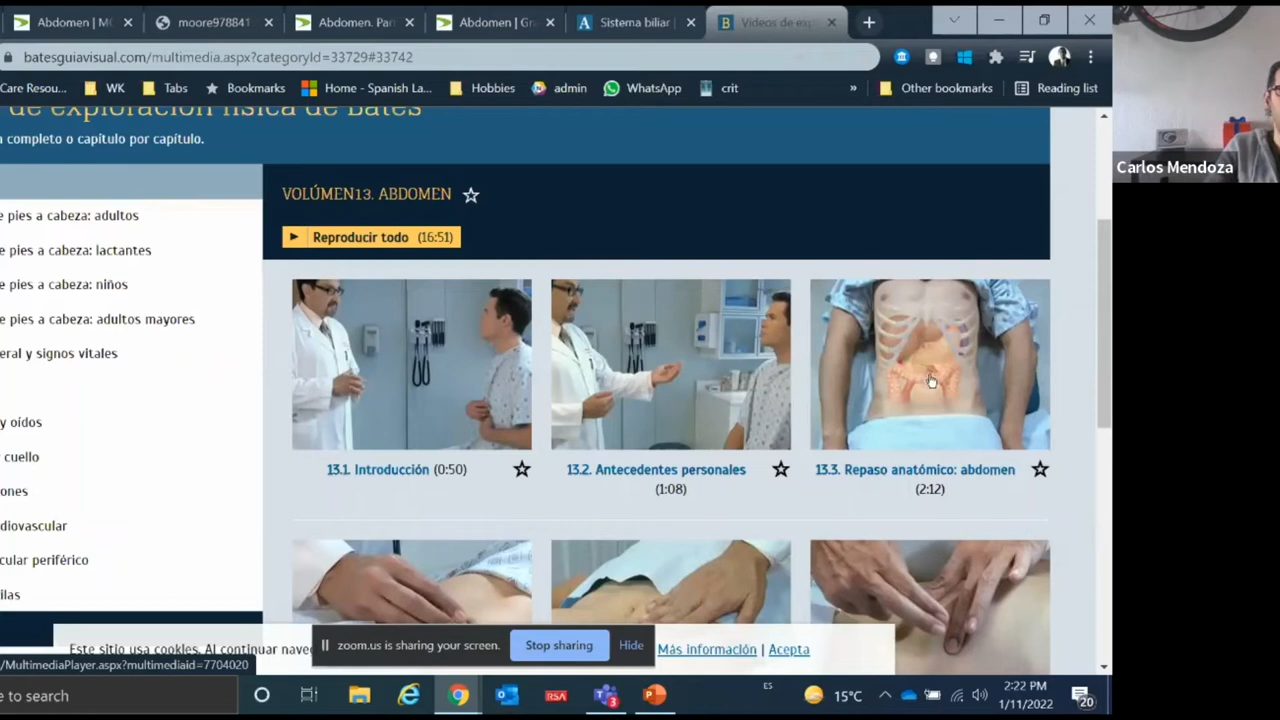 Abdomen | M
moore978841
Abdomen. Par
Abdomen | Gra
Sistema biliar |
Vídeos de exp
batesguiavisual.com/multimedia.aspx?categoryId=33729#33742
Care Resou...
WK
Tabs
Bookmarks
Home - Spanish La...
Hobbies
admin
WhatsApp
crit
»
Other bookmarks
Reading list
de exploración física de Bates
completo o capítulo por capítulo.
Carlos Mendoza
VOLÚMEN13. ABDOMEN
Reproducir todo (16:51)
e pies a cabeza: adultos
e pies a cabeza: lactantes
e pies a cabeza: niños
e pies a cabeza: adultos mayores
eral y signos vitales
y oídos
cuello
ones
diovascular
cular periférico
ilas
13.1. Introducción (0:50)
13.2. Antecedentes personales
(1:08)
13.3. Repaso anatómico: abdomen
(2:12)
Este sitio usa cookies. Al continuar nave
zoom.us is sharing your screen.
Stop sharing
Hide
Más información | Acepta
/MultimediaPlayer.aspx?multimediaid=7704020
e to search
RSA
3
ES
15°C
2:22 PM
1/11/2022
20